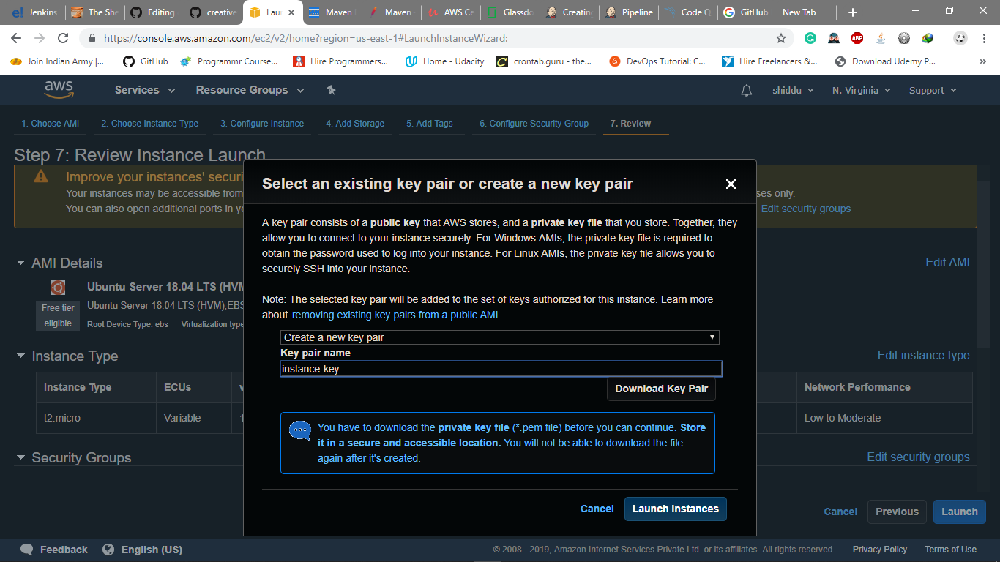 Jenkins
The She
Editing
creative
Laun
Maven
Maven
AWS Ce
Glassdo
Creating
Pipeline
Code Q
GitHub
New Tab
https://console.aws.amazon.com/ec2/v2/home?region=us-east-1#LaunchInstanceWizard:
ABP
Join Indian Army |...
GitHub
Programmr Course...
Hire Programmers...
Home - Udacity
crontab.guru - the...
DevOps Tutorial: C...
Hire Freelancers &...
Download Udemy P...
aws
Services
Resource Groups
shiddu
N. Virginia
Support
1. Choose AMI
2. Choose Instance Type
3. Configure Instance
4. Add Storage
5. Add Tags
6. Configure Security Group
7. Review
Step 7: Review Instance Launch
Improve your instances' securi
Your instances may be accessible from
ses only.
You can also open additional ports in yo
Edit security groups
AMI Details
Edit AMI
Ubuntu Server 18.04 LTS (HVM
Free tier
eligible
Ubuntu Server 18.04 LTS (HVM),EBS
Root Device Type: ebs
Virtualization type
Instance Type
Edit instance type
Instance Type
ECUs
v
Network Performance
t2.micro
Variable
1
Low to Moderate
Security Groups
Edit security groups
Cancel
Previous
Launch
Select an existing key pair or create a new key pair
A key pair consists of a public key that AWS stores, and a private key file that you store. Together, they
allow you to connect to your instance securely. For Windows AMIs, the private key file is required to
obtain the password used to log into your instance. For Linux AMIs, the private key file allows you to
securely SSH into your instance.
Note: The selected key pair will be added to the set of keys authorized for this instance. Learn more
about removing existing key pairs from a public AMI.
Create a new key pair
Key pair name
instance-key
Download Key Pair
You have to download the private key file (*.pem file) before you can continue. Store
it in a secure and accessible location. You will not be able to download the file
again after it's created.
Cancel
Launch Instances
Feedback
English (US)
© 2008 - 2019, Amazon Internet Services Private Ltd. or its affiliates. All rights reserved.
Privacy Policy
Terms of Use